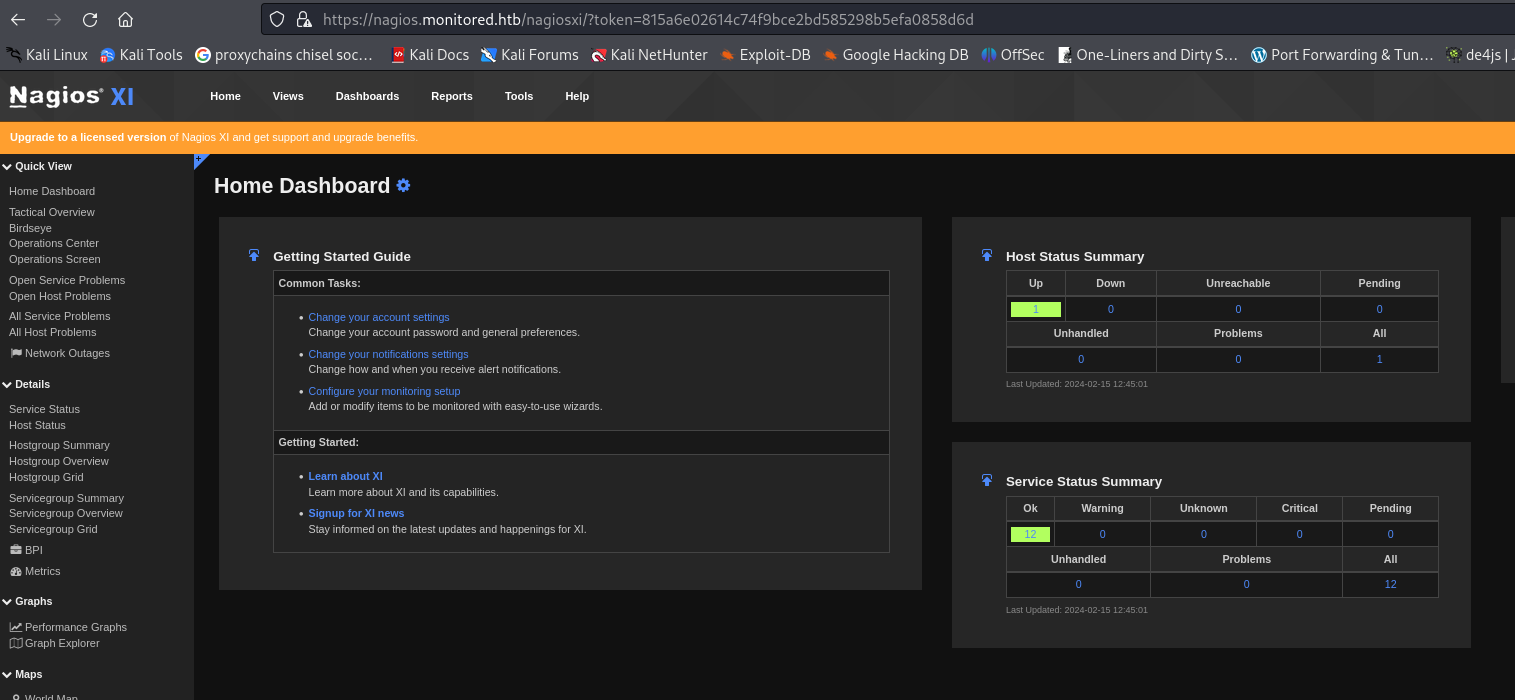 https://nagios.monitored.htb/nagiosxi/?token=815a6e02614c74f9bce2bd585298b5efa0858d6d
Kali Linux Kali Tools proxychains chisel soc... Kali Docs Kali Forums Kali NetHunter Exploit-DB Google Hacking DB OffSec One-Liners and Dirty S... Port Forwarding & Tun... de4js | J
Nagios® XI Home Views Dashboards Reports Tools Help
Upgrade to a licensed version of Nagios XI and get support and upgrade benefits.
Quick View
Home Dashboard
Tactical Overview
Birdseye
Operations Center
Operations Screen
Open Service Problems
Open Host Problems
All Service Problems
All Host Problems
Network Outages
Details
Service Status
Host Status
Hostgroup Summary
Hostgroup Overview
Hostgroup Grid
Servicegroup Summary
Servicegroup Overview
Servicegroup Grid
BPI
Metrics
Graphs
Performance Graphs
Graph Explorer
Maps
World Map
Home Dashboard
Getting Started Guide
Common Tasks:
• Change your account settings
Change your account password and general preferences.
• Change your notifications settings
Change how and when you receive alert notifications.
• Configure your monitoring setup
Add or modify items to be monitored with easy-to-use wizards.
Getting Started:
• Learn about XI
Learn more about XI and its capabilities.
• Signup for XI news
Stay informed on the latest updates and happenings for XI.
Host Status Summary
Up Down Unreachable Pending
1 0 0 0
Unhandled Problems All
0 0 1
Last Updated: 2024-02-15 12:45:01
Service Status Summary
Ok Warning Unknown Critical Pending
12 0 0 0 0
Unhandled Problems All
0 0 12
Last Updated: 2024-02-15 12:45:01